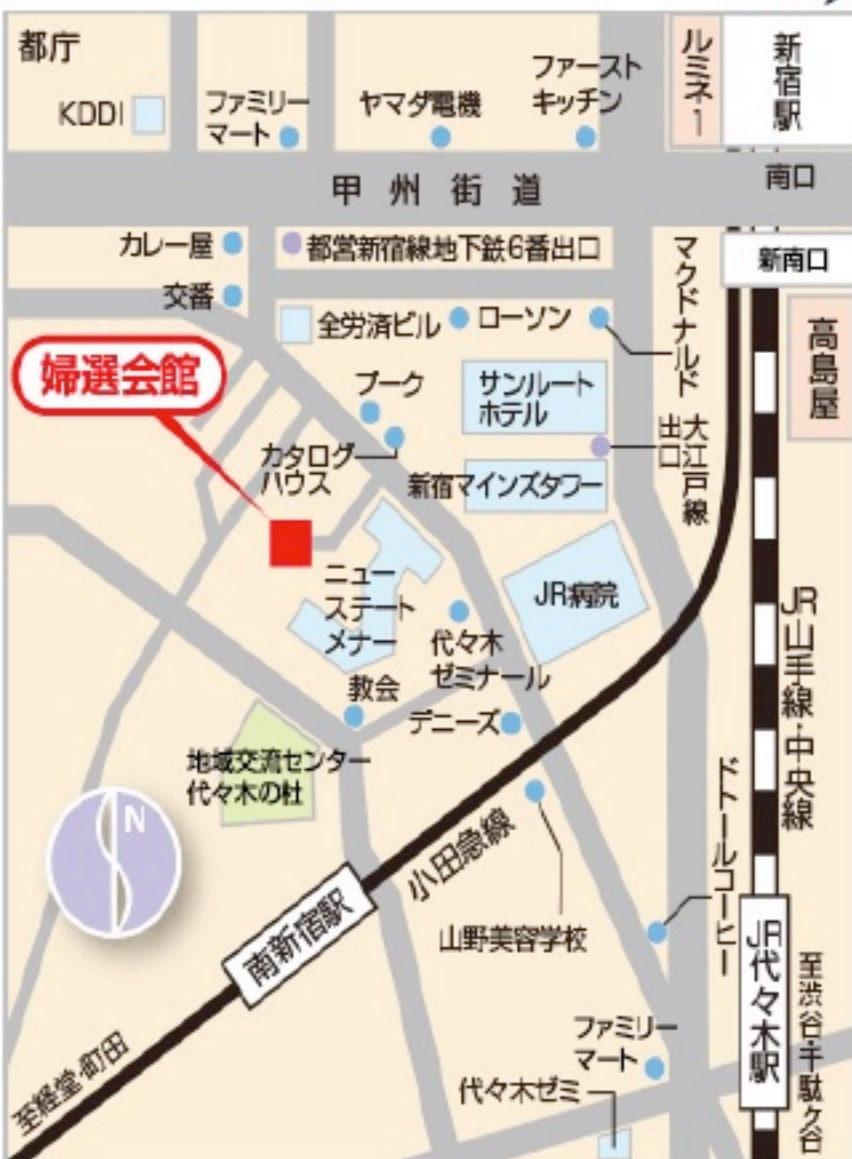 都庁
KDDI
ファミリー
マート
ヤマダ電機
ファースト
キッチン
ルミネ1
新宿駅
南口
甲州街道
新南口
カレー屋
都営新宿線地下鉄6番出口
交番
全労済ビル
ローソン
マクドナルド
高島屋
婦選会館
プーク
サンルート
ホテル
カタログ
ハウス
新宿マインズタワー
大江戸線
出口
ニュー
ステート
メナー
JR病院
代々木
ゼミナール
JR山手線・中央線
教会
デニーズ
地域交流センター
代々木の杜
N
小田急線
ドトールコーヒー
南新宿駅
山野美容学校
JR代々木駅
至渋谷・千駄ケ谷
ファミリー
マート
代々木ゼミ
至経堂・町田